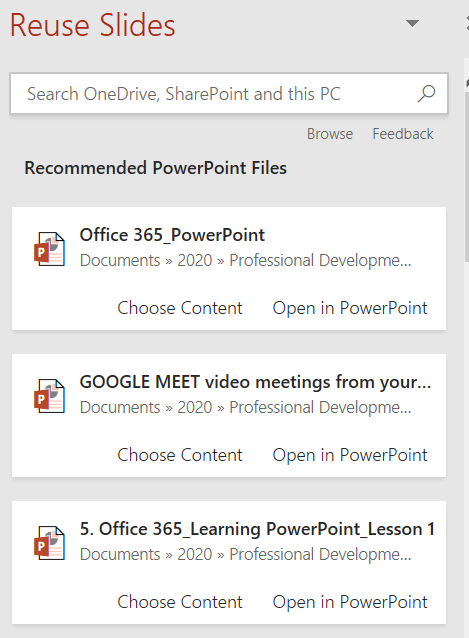 Reuse Slides
Search OneDrive, SharePoint and this PC
Browse Feedback
Recommended PowerPoint Files
Office 365_PowerPoint
Documents » 2020 » Professional Developme...
Choose Content Open in PowerPoint
GOOGLE MEET video meetings from your...
Documents » 2020 » Professional Developme...
Choose Content Open in PowerPoint
5. Office 365_Learning PowerPoint_Lesson 1
Documents » 2020 » Professional Developme...
Choose Content Open in PowerPoint